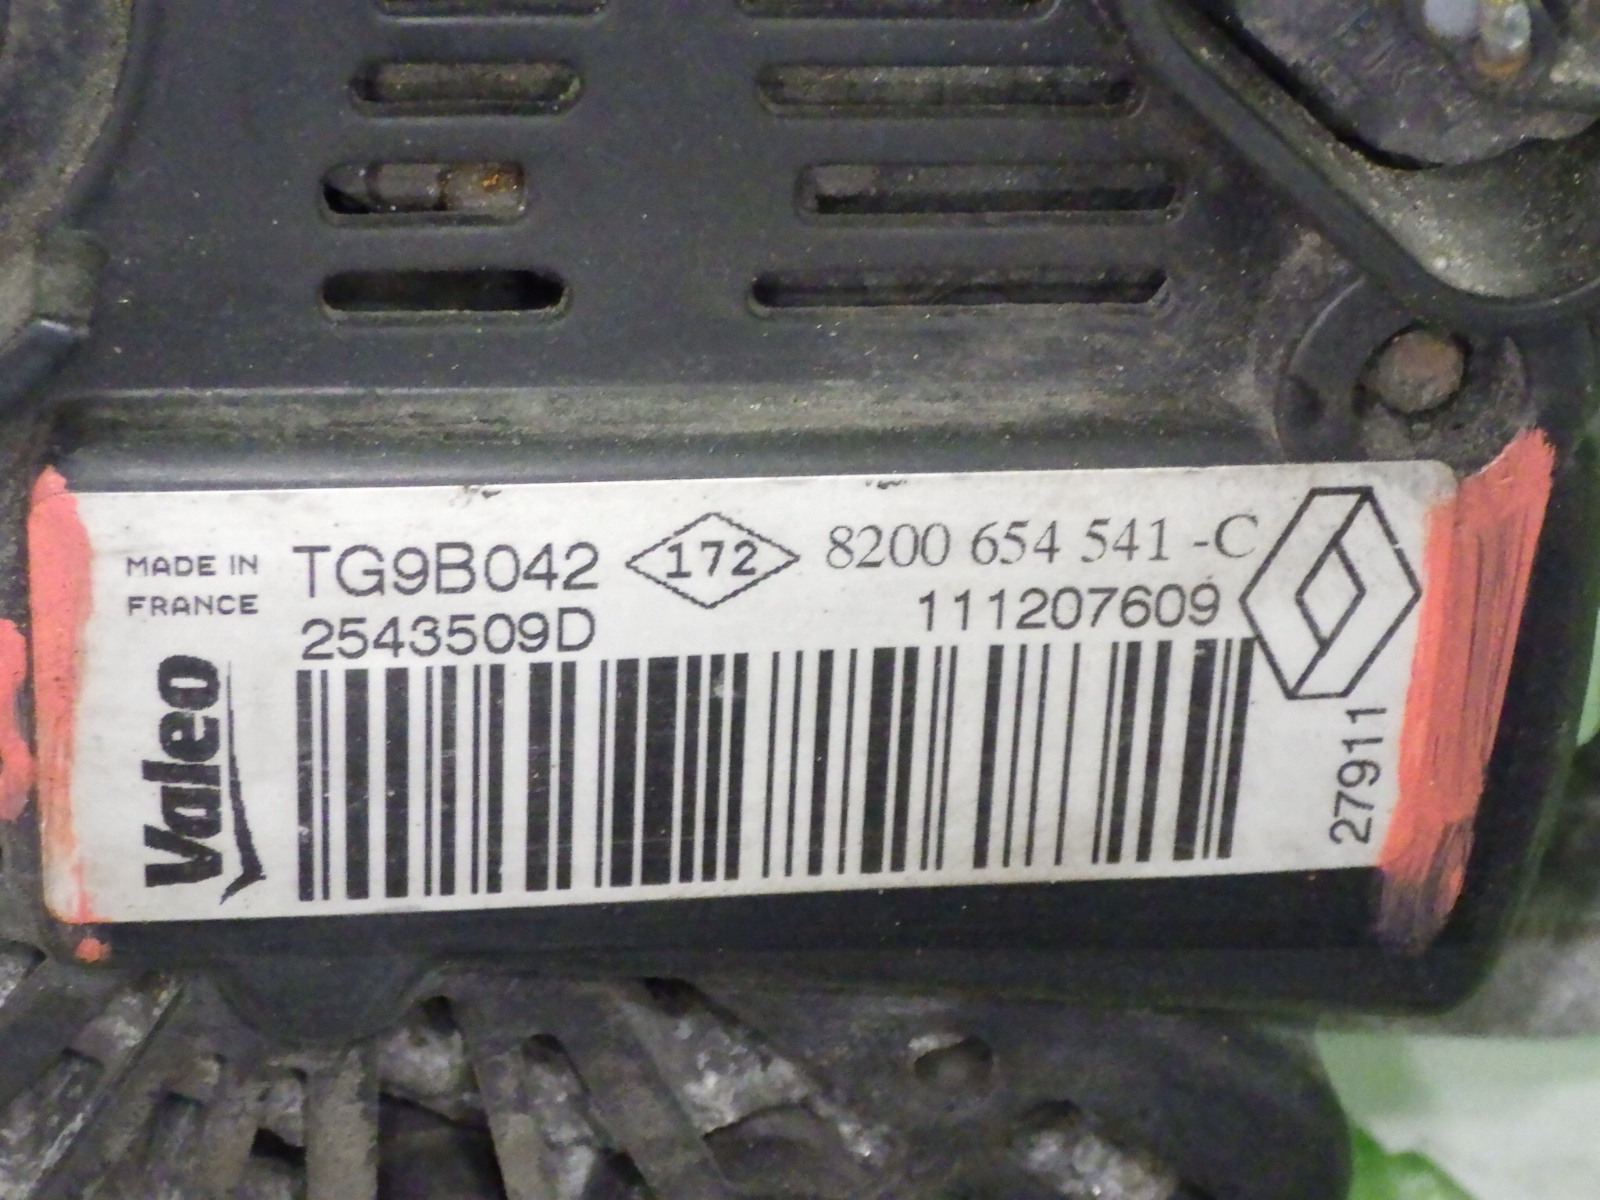 MADE IN
FRANCE
TG9B042
172
8200 654 541 -C
2543509D
111207609
Valeo
27911